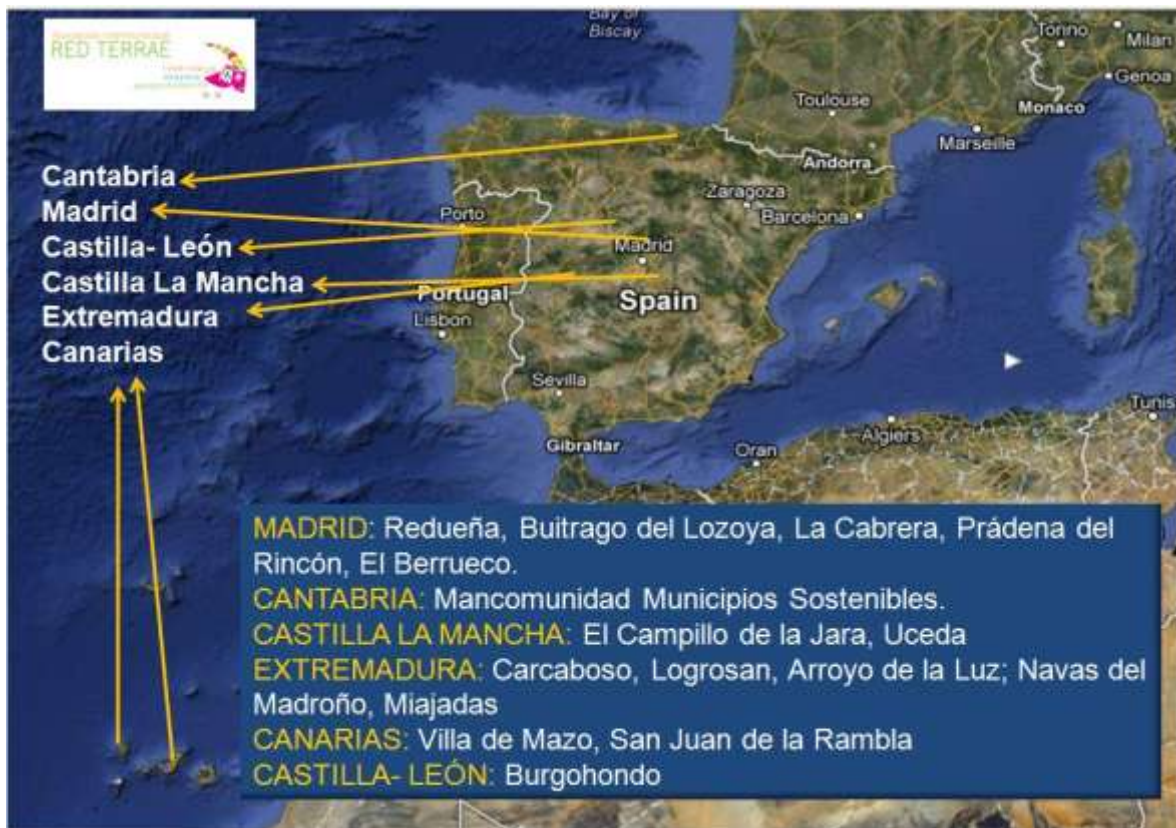 RED TERRAE
Bay of
Biscay
Torino
Milan
Genoa
Toulouse
Monaco
Marseille
Andorra
Cantabria
Zaragoza
Madrid
Porto
Barcelona
Castilla- León
Madrid
Castilla La Mancha
Portugal
Spain
Extremadura
Lisbon
Canarias
Sevilla
Tunis
Algiers
Gibraltar
Oran
MADRID: Redueña, Buitrago del Lozoya, La Cabrera, Prádena del
Rincón, El Berrueco.
CANTABRIA: Mancomunidad Municipios Sostenibles.
CASTILLA LA MANCHA: El Campillo de la Jara, Uceda
EXTREMADURA: Carcaboso, Logrosan, Arroyo de la Luz; Navas del
Madroño, Miajadas
CANARIAS: Villa de Mazo, San Juan de la Rambla
CASTILLA- LEÓN: Burgohondo